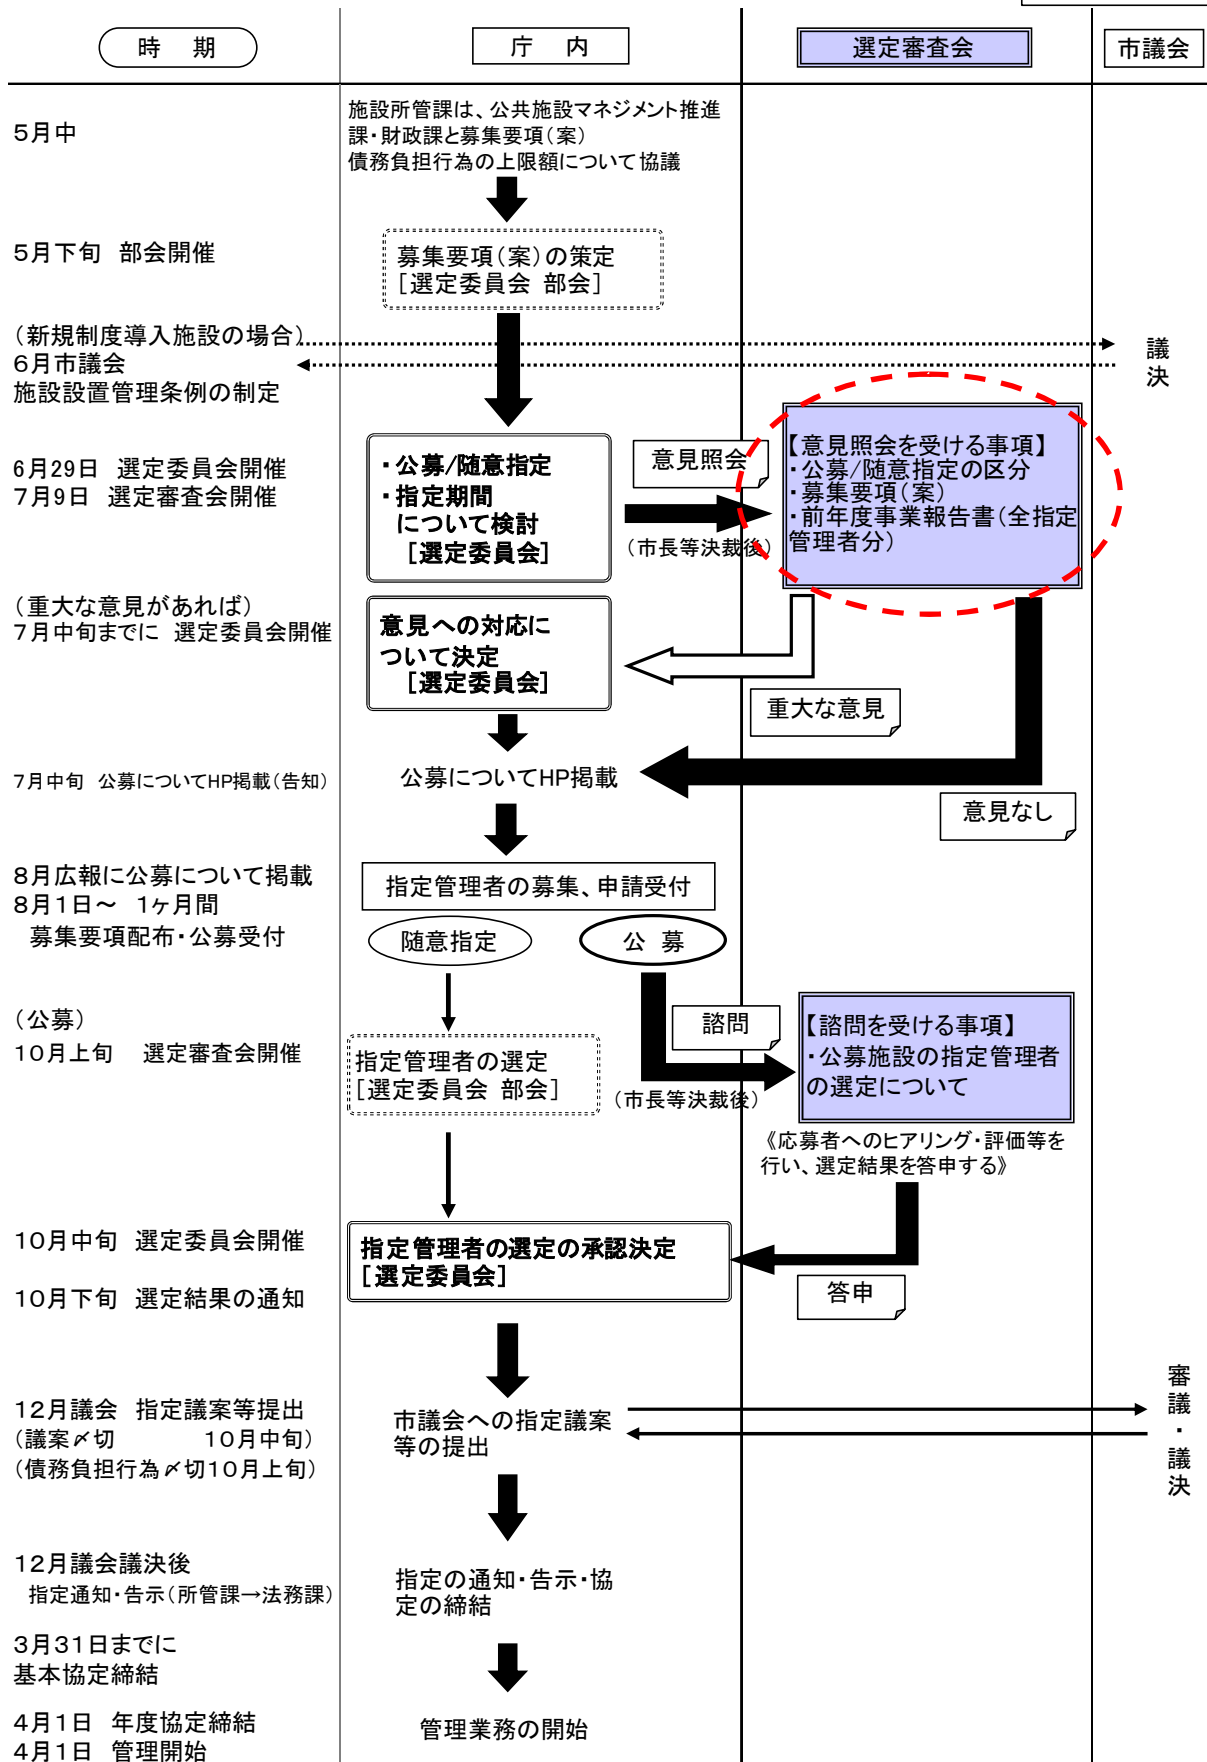 時　期
庁　内
選定審査会
市議会
5月中
施設所管課は、公共施設マネジメント推進
課・財政課と募集要項（案）
債務負担行為の上限額について協議
5月下旬　部会開催
募集要項（案）の策定
［選定委員会 部会］
（新規制度導入施設の場合）
6月市議会
施設設置管理条例の制定
議決
6月29日　選定委員会開催
7月9日　選定審査会開催
・公募/随意指定
・指定期間
について検討
［選定委員会］
意見照会
（市長等決裁後）
【意見照会を受ける事項】
・公募/随意指定の区分
・募集要項（案）
・前年度事業報告書（全指定
管理者分）
（重大な意見があれば）
7月中旬までに　選定委員会開催
意見への対応に
ついて決定
［選定委員会］
重大な意見
7月中旬　公募についてHP掲載（告知）
公募についてHP掲載
意見なし
8月広報に公募について掲載
8月1日～　1ヶ月間
募集要項配布・公募受付
指定管理者の募集、申請受付
随意指定
公　募
（公募）
10月上旬　選定審査会開催
指定管理者の選定
［選定委員会 部会］
諮問
（市長等決裁後）
【諮問を受ける事項】
・公募施設の指定管理者
の選定について
《応募者へのヒアリング・評価等を
行い、選定結果を答申する》
10月中旬　選定委員会開催
10月下旬　選定結果の通知
指定管理者の選定の承認決定
［選定委員会］
答申
12月議会　指定議案等提出
（議案〆切　　　　10月中旬）
（債務負担行為〆切10月上旬）
市議会への指定議案
等の提出
審議・議決
12月議会議決後
指定通知・告示（所管課→法務課）
指定の通知・告示・協
定の締結
3月31日までに
基本協定締結
4月1日　年度協定締結
4月1日　管理開始
管理業務の開始